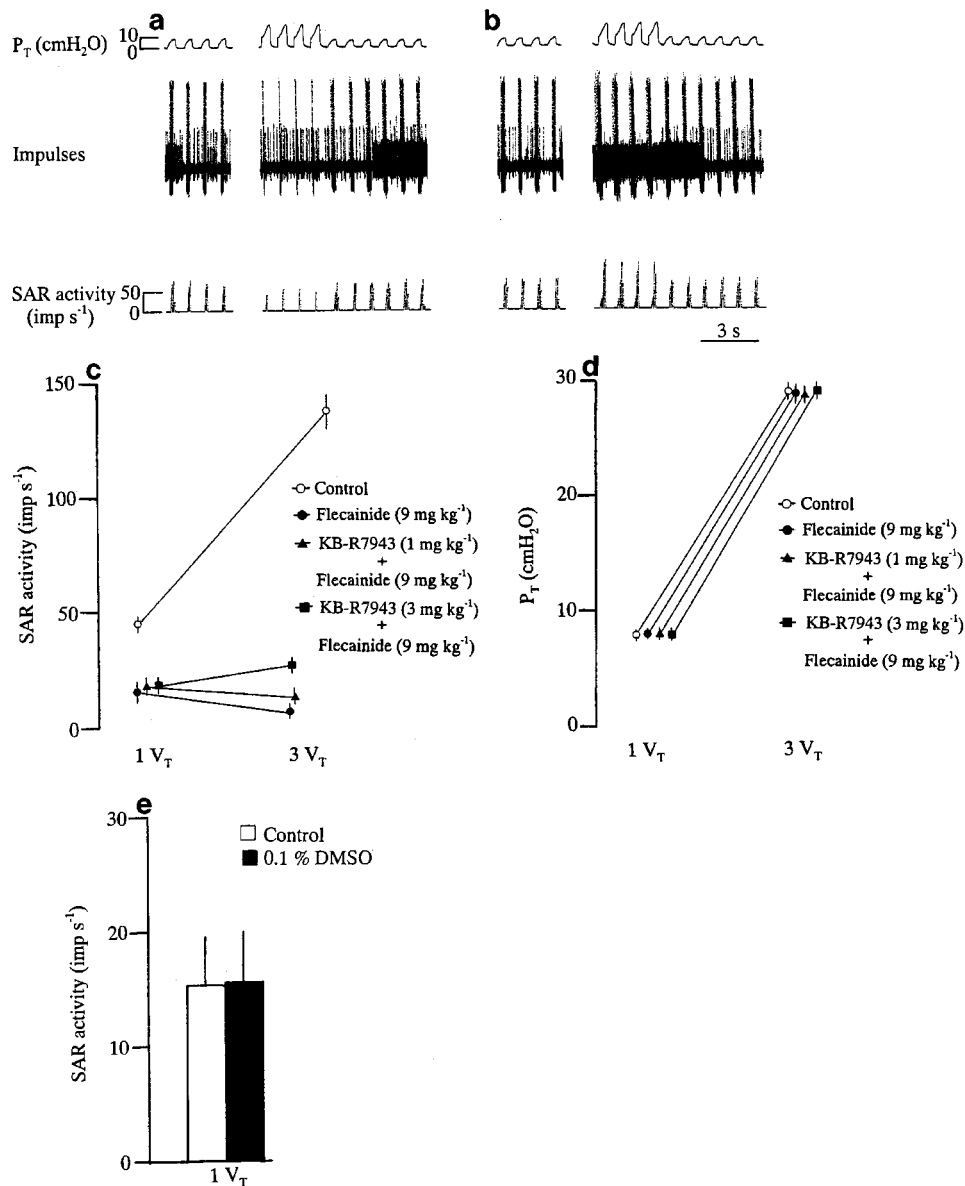 a
b
P_T (cmH₂O)
10
0
Impulses
SAR activity
(imp s⁻¹)
50
0
3 s
c
SAR activity (imp s⁻¹)
150
100
50
0
1 V_T
3 V_T
Control
Flecainide (9 mg kg⁻¹)
KB-R7943 (1 mg kg⁻¹)
+
Flecainide (9 mg kg⁻¹)
KB-R7943 (3 mg kg⁻¹)
+
Flecainide (9 mg kg⁻¹)
d
P_T (cmH₂O)
30
20
10
0
1 V_T
3 V_T
Control
Flecainide (9 mg kg⁻¹)
KB-R7943 (1 mg kg⁻¹)
+
Flecainide (9 mg kg⁻¹)
KB-R7943 (3 mg kg⁻¹)
+
Flecainide (9 mg kg⁻¹)
e
SAR activity (imp s⁻¹)
30
20
10
0
1 V_T
Control
0.1 % DMSO